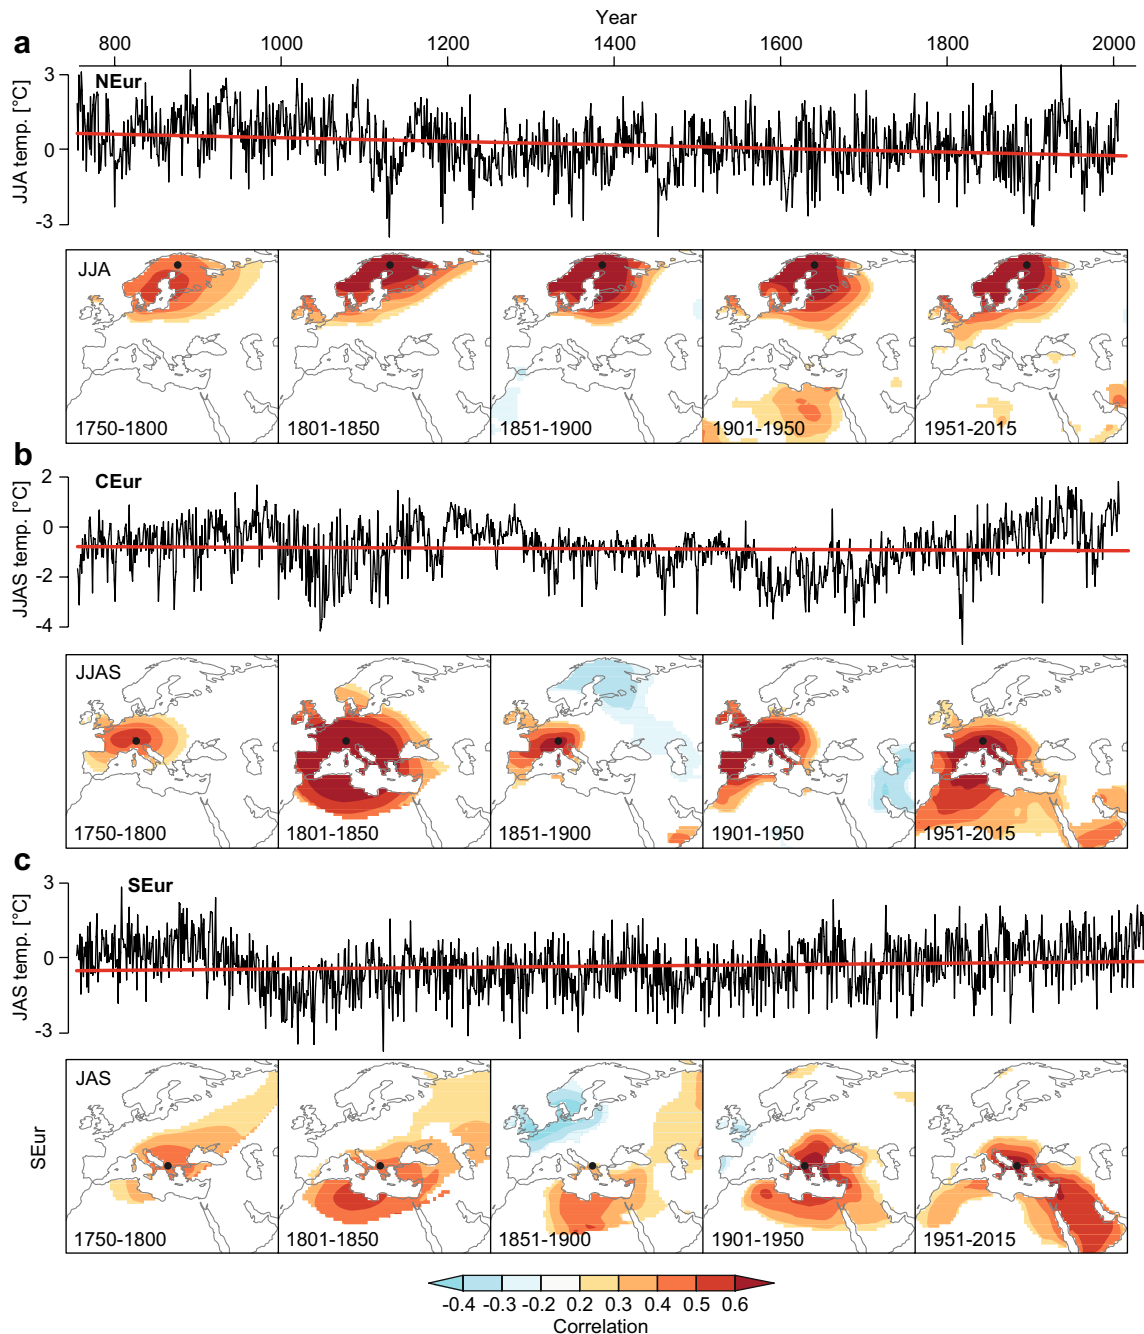 Year
a
800 1000 1200 1400 1600 1800 2000
3
NEur
JJA temp. [°C]
0
-3
JJA
1750-1800 1801-1850 1851-1900 1901-1950 1951-2015
b
2
CEur
JJAS temp. [°C]
0
-2
-4
JJAS
1750-1800 1801-1850 1851-1900 1901-1950 1951-2015
c
3
SEur
JAS temp. [°C]
0
-3
JAS
SEur
1750-1800 1801-1850 1851-1900 1901-1950 1951-2015
-0.4 -0.3 -0.2 0.2 0.3 0.4 0.5 0.6
Correlation